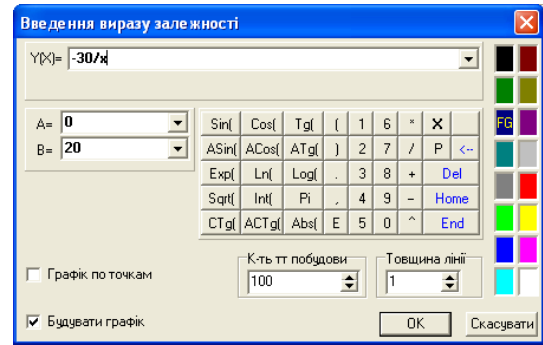 Введення виразу залежності
Y(X)= -30/x
A= 0
B= 20
Sin( Cos( Tg( ( 1 6 * X
ASin( ACos( ATg( ) 2 7 / P <--
Exp( Ln( Log( . 3 8 + Del
Sqrt( Int( Pi , 4 9 - Home
CTg( ACTg( Abs( E 5 0 ^ End
FG
Графік по точкам
К-ть тт побудови
100
Товщина лінії
1
Будувати графік
OK
Скасувати